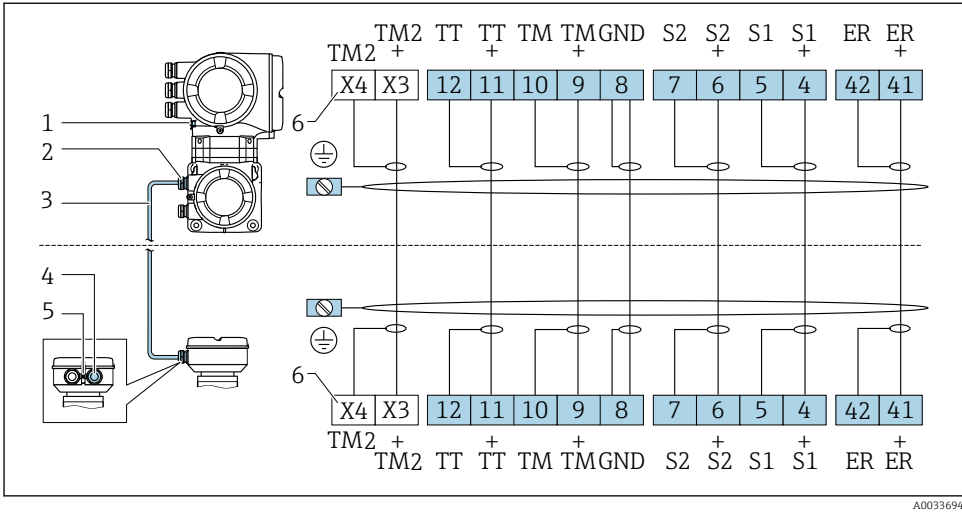 TM2 TT TT TM TM GND S2 S2 S1 S1 ER ER
TM2 + + + + + +
X4 X3 12 11 10 9 8 7 6 5 4 42 41
1
6
2
3
4
5
6
X4 X3 12 11 10 9 8 7 6 5 4 42 41
TM2 + + + + + +
TM2 TT TT TM TM GND S2 S2 S1 S1 ER ER
A0033694